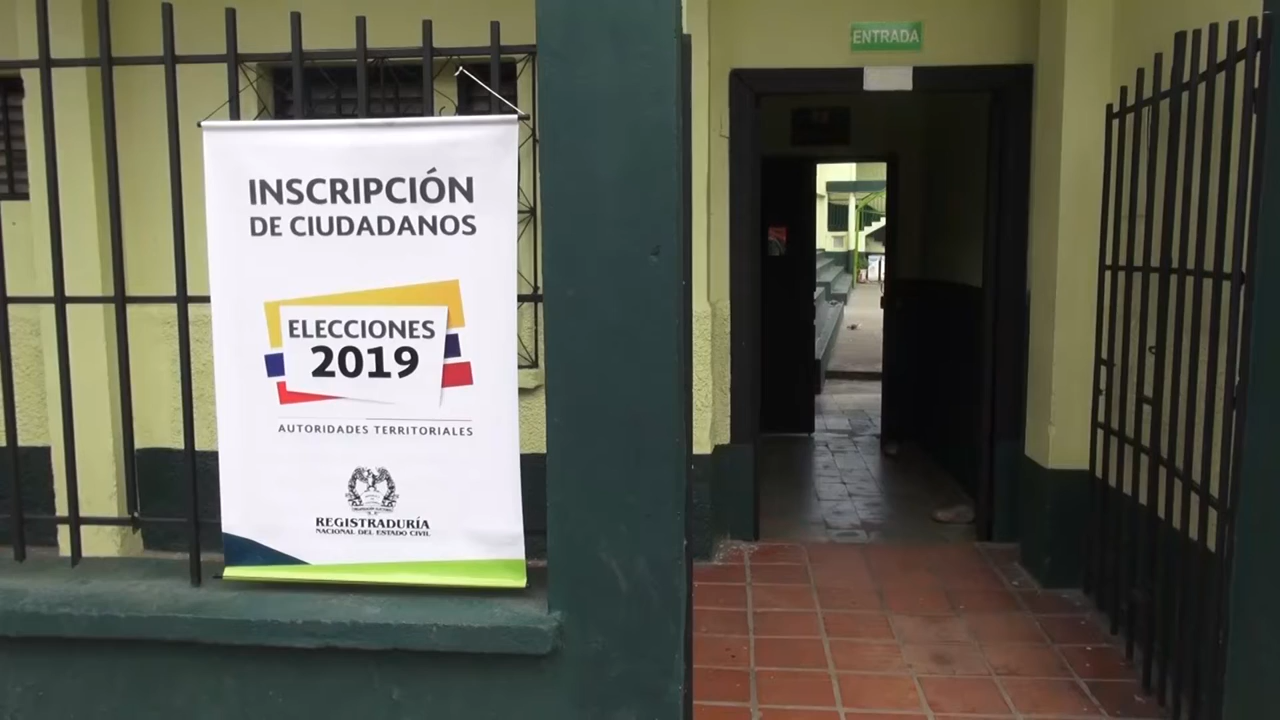 INSCRIPCIÓN
DE CIUDADANOS
ELECCIONES
2019
AUTORIDADES TERRITORIALES
REGISTRADURÍA
NACIONAL DEL ESTADO CIVIL
ENTRADA